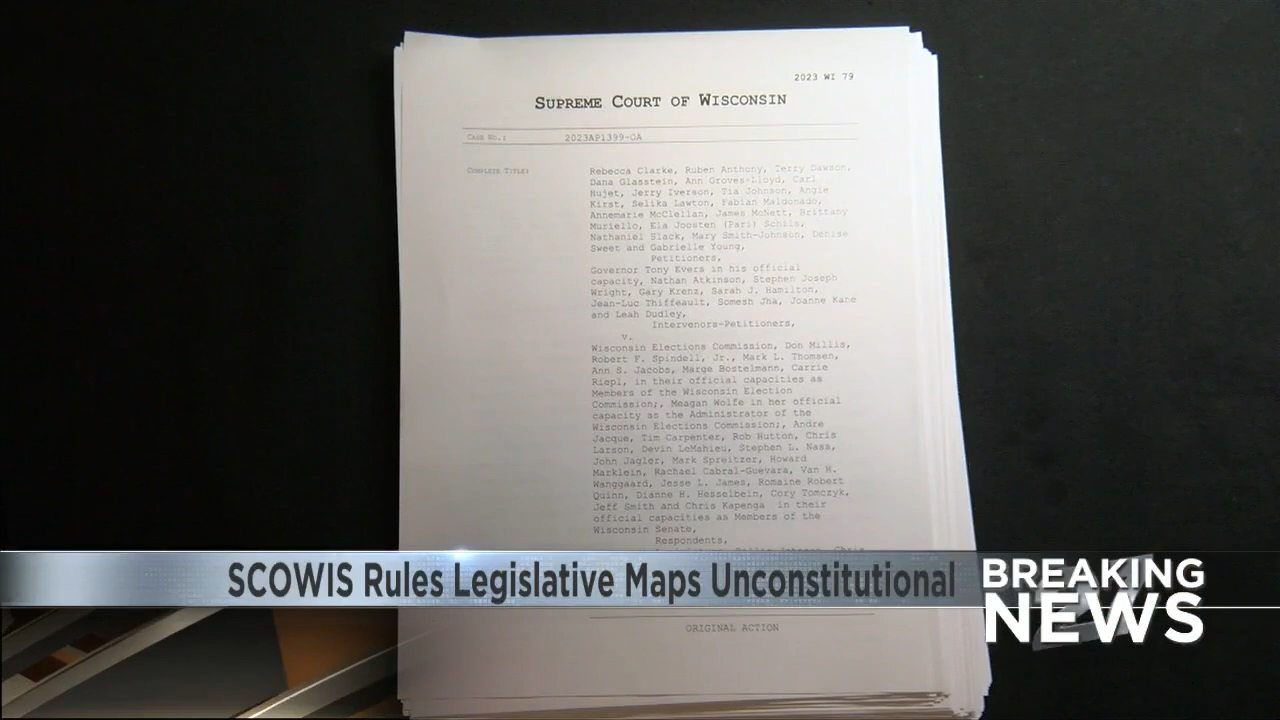 2023 WI 79
SUPREME COURT OF WISCONSIN
CASE NO.: 2023AP1399-OA
COMPLETE TITLE: Rebecca Clarke, Ruben Anthony, Terry Dawson,
Dana Glasstein, Ann Groves-Lloyd, Carl
Hujet, Jerry Iverson, Tia Johnson, Angie
Kirst, Selika Lawton, Fabian Maldonado,
Annemarie McClellan, James McNett, Brittany
Muriello, Ela Joosten (Pari) Schils,
Nathaniel Slack, Mary Smith-Johnson, Denise
Sweet and Gabrielle Young,
Petitioners,
Governor Tony Evers in his official
capacity, Nathan Atkinson, Stephen Joseph
Wright, Gary Krenz, Sarah J. Hamilton,
Jean-Luc Thiffeault, Somesh Jha, Joanne Kane
and Leah Dudley,
Intervenors-Petitioners,
v.
Wisconsin Elections Commission, Don Millis,
Robert F. Spindell, Jr., Mark L. Thomsen,
Ann S. Jacobs, Marge Bostelmann, Carrie
Riepl, in their official capacities as
Members of the Wisconsin Election
Commission;, Meagan Wolfe in her official
capacity as the Administrator of the
Wisconsin Elections Commission;, Andre
Jacque, Tim Carpenter, Rob Hutton, Chris
Larson, Devin LeMahieu, Stephen L. Nass,
John Jagler, Mark Spreitzer, Howard
Marklein, Rachael Cabral-Guevara, Van H.
Wanggaard, Jesse L. James, Romaine Robert
Quinn, Dianne H. Hesselbein, Cory Tomczyk,
Jeff Smith and Chris Kapenga in their
official capacities as Members of the
Wisconsin Senate,
Respondents,
SCOWIS Rules Legislative Maps Unconstitutional
BREAKING
NEWS
ORIGINAL ACTION